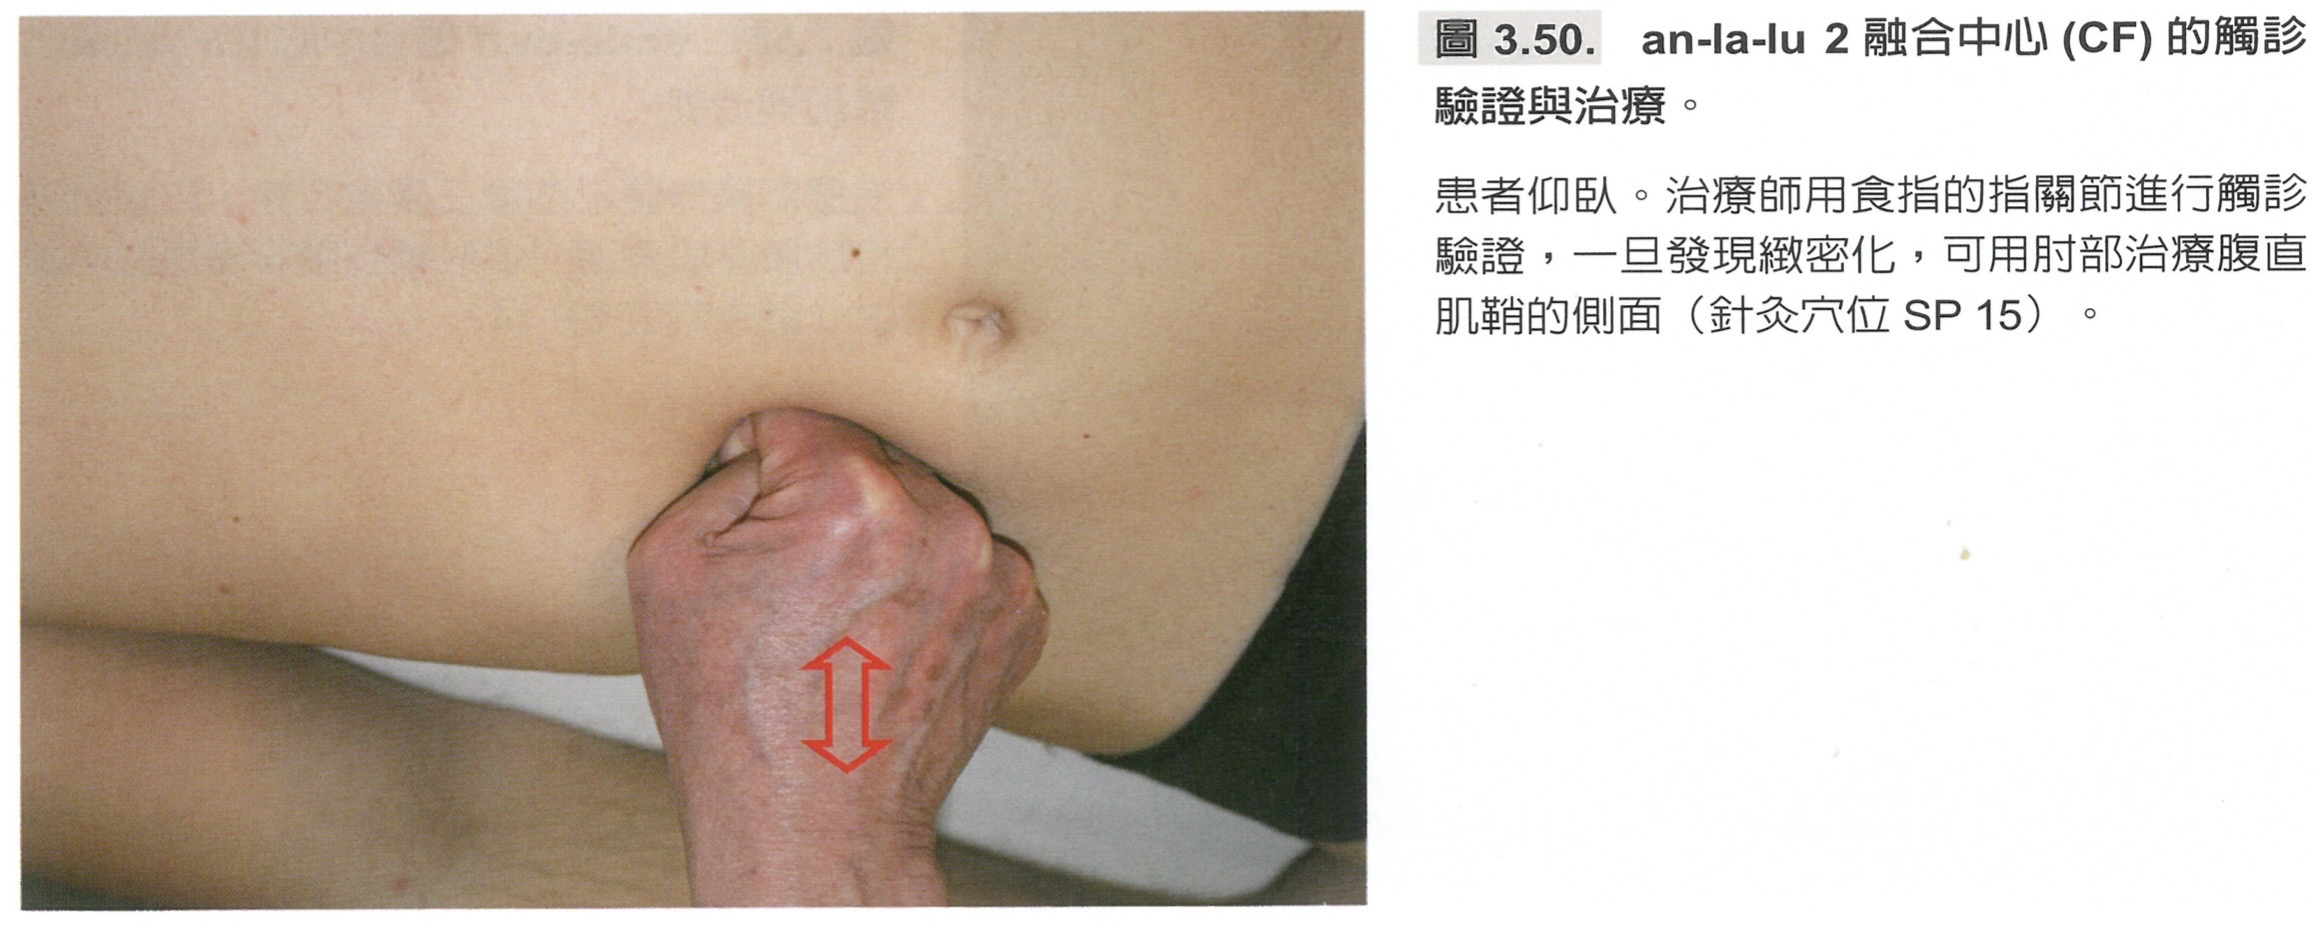 圖 3.50. an-la-lu 2 融合中心 (CF) 的觸診
驗證與治療。
患者仰臥。治療師用食指的指關節進行觸診
驗證，一旦發現緻密化，可用肘部治療腹直
肌鞘的側面（針灸穴位 SP 15）。